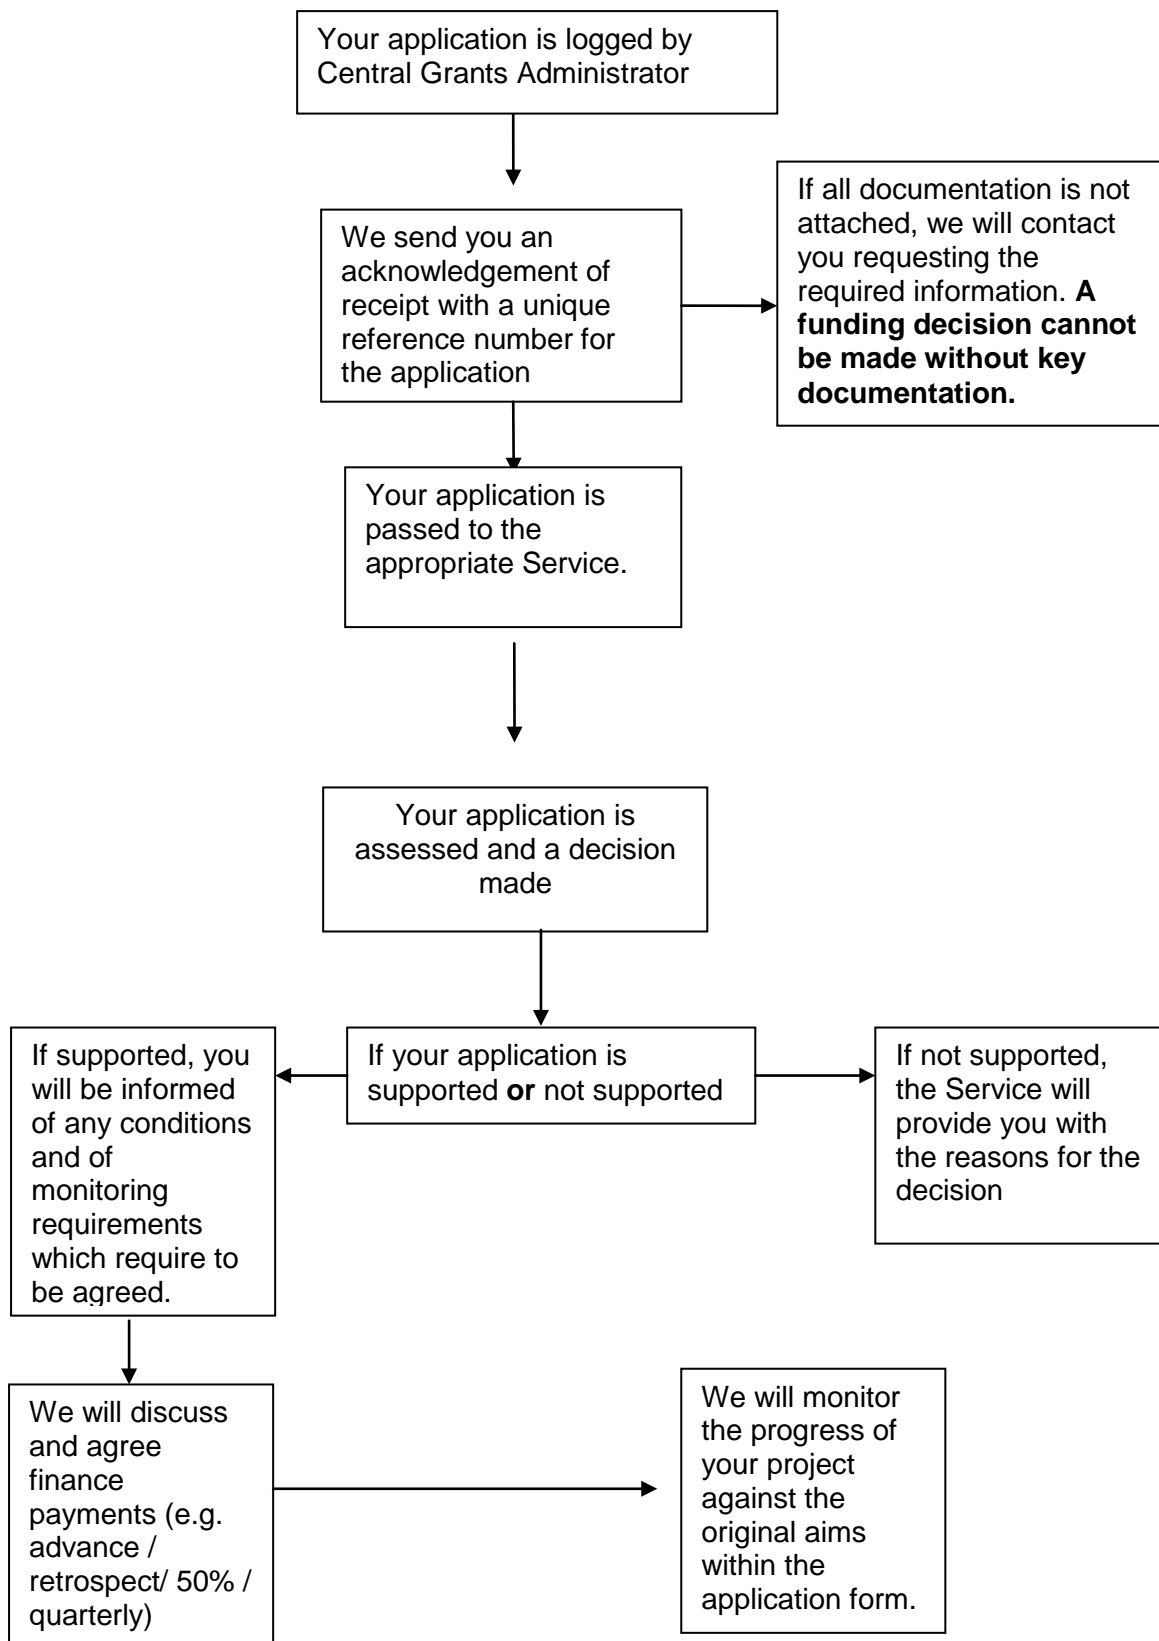 Your application is logged by
Central Grants Administrator
We send you an
acknowledgement of
receipt with a unique
reference number for
the application
If all documentation is not
attached, we will contact
you requesting the
required information. A
funding decision cannot
be made without key
documentation.
Your application is
passed to the
appropriate Service.
Your application is
assessed and a decision
made
If your application is
supported or not supported
If supported, you
will be informed
of any conditions
and of
monitoring
requirements
which require to
be agreed.
If not supported,
the Service will
provide you with
the reasons for the
decision
We will discuss
and agree
finance
payments (e.g.
advance /
retrospect/ 50% /
quarterly)
We will monitor
the progress of
your project
against the
original aims
within the
application form.